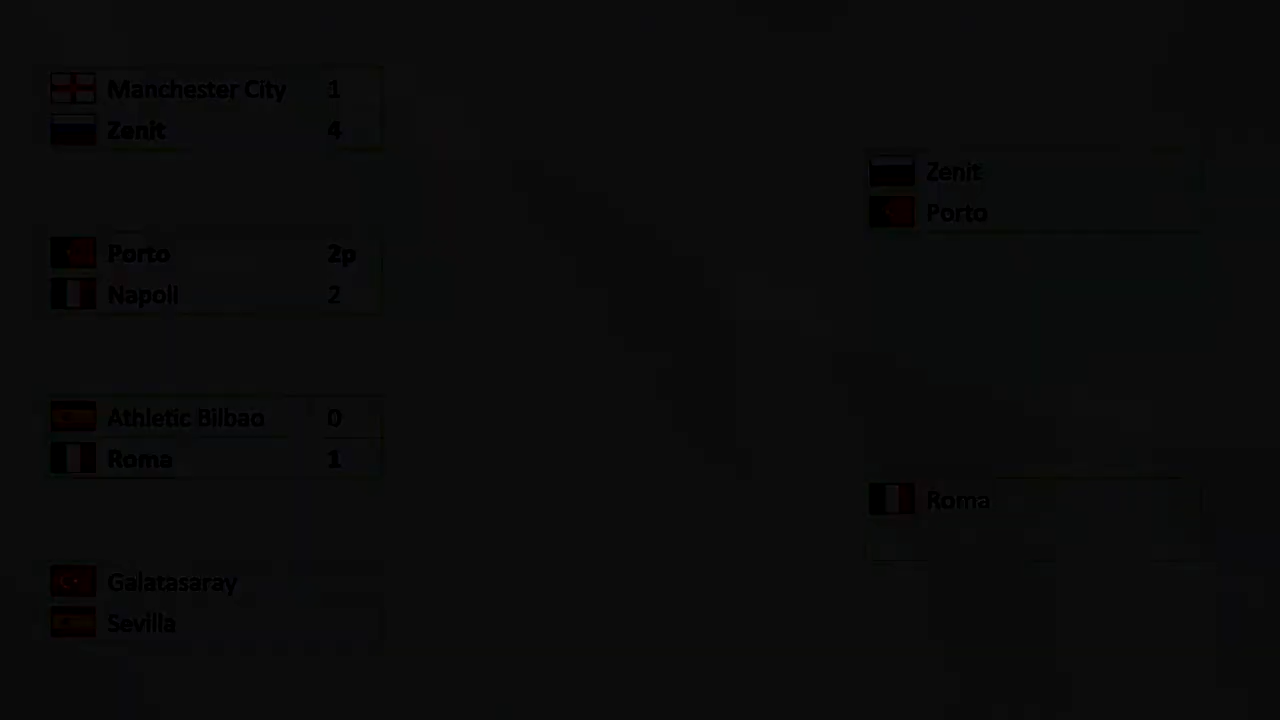 Manchester City 1
Zenit 4
Porto 2p
Napoli 2
Athletic Bilbao 0
Roma 1
Galatasaray
Sevilla
Zenit
Porto
Roma